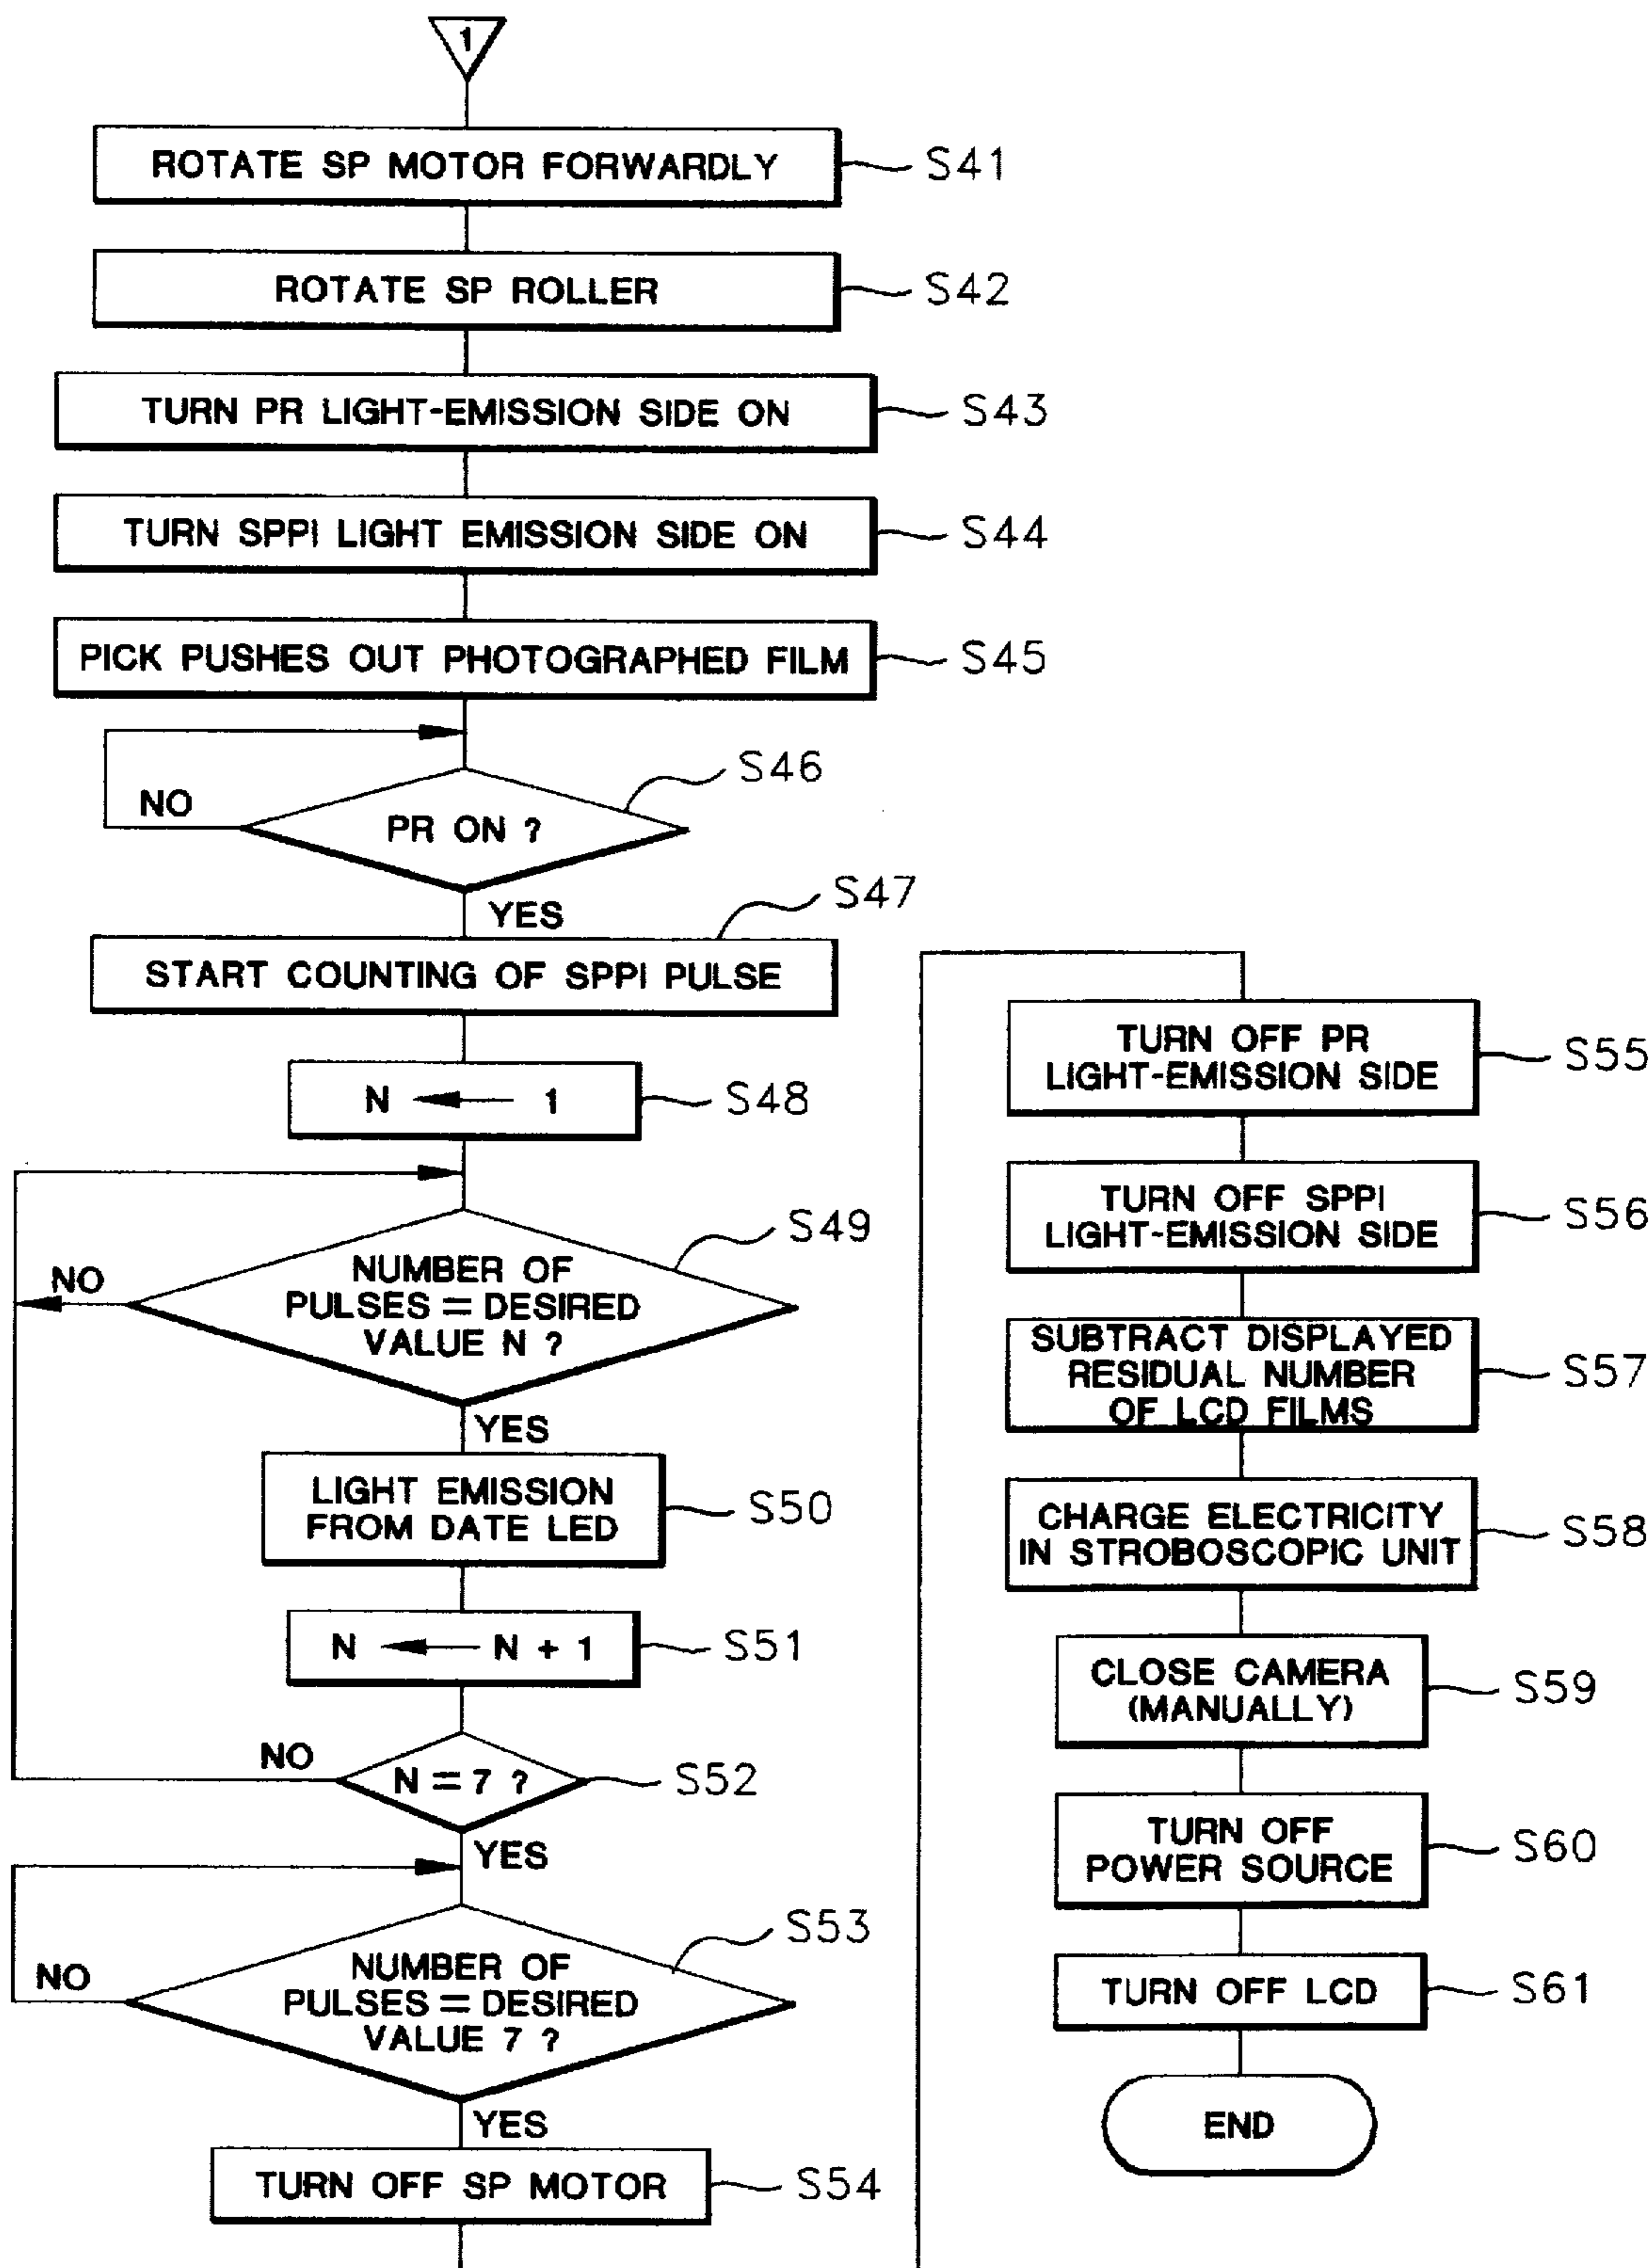 1
ROTATE SP MOTOR FORWARDLY
S41
ROTATE SP ROLLER
S42
TURN PR LIGHT-EMISSION SIDE ON
S43
TURN SPPI LIGHT EMISSION SIDE ON
S44
PICK PUSHES OUT PHOTOGRAPHED FILM
S45
S46
NO
PR ON ?
YES
S47
START COUNTING OF SPPI PULSE
N ← 1
S48
S49
NO
NUMBER OF
PULSES = DESIRED
VALUE N ?
YES
LIGHT EMISSION
FROM DATE LED
S50
N ← N + 1
S51
NO
N = 7 ?
S52
YES
S53
NO
NUMBER OF
PULSES = DESIRED
VALUE 7 ?
YES
TURN OFF SP MOTOR
S54
TURN OFF PR
LIGHT-EMISSION SIDE
S55
TURN OFF SPPI
LIGHT-EMISSION SIDE
S56
SUBTRACT DISPLAYED
RESIDUAL NUMBER
OF LCD FILMS
S57
CHARGE ELECTRICITY
IN STROBOSCOPIC UNIT
S58
CLOSE CAMERA
(MANUALLY)
S59
TURN OFF
POWER SOURCE
S60
TURN OFF LCD
S61
END